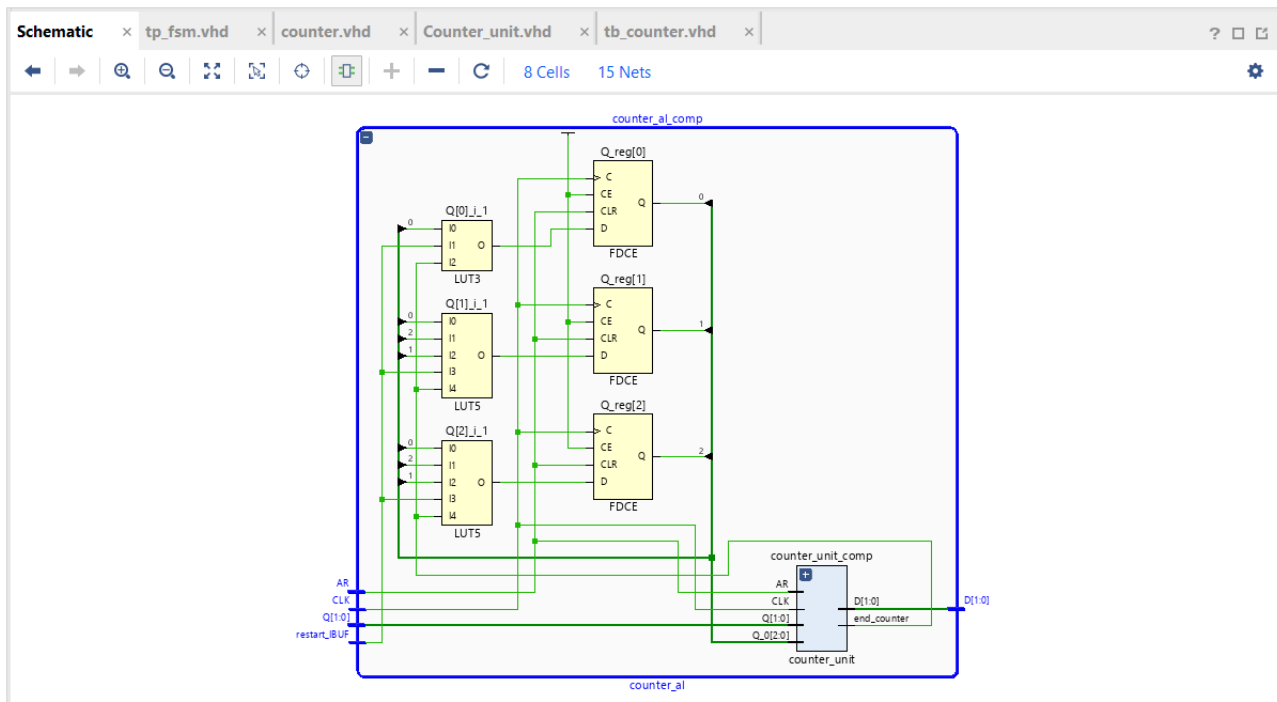 Schematic × tp_fsm.vhd × counter.vhd × Counter_unit.vhd × tb_counter.vhd × ?
8 Cells 15 Nets
counter_al_comp
Q_reg[0]
C
CE
CLR
D
Q
FDCE
0
Q[0]_i_1
0
I0
I1
I2
O
LUT3
Q_reg[1]
C
CE
CLR
D
Q
FDCE
1
Q[1]_i_1
0
2
1
I0
I1
I2
I3
I4
O
LUT5
Q_reg[2]
C
CE
CLR
D
Q
FDCE
2
Q[2]_i_1
0
2
1
I0
I1
I2
I3
I4
O
LUT5
AR
CLK
Q[1:0]
restart_IBUF
counter_unit_comp
AR
CLK
Q[1:0]
Q_0[2:0]
D[1:0]
end_counter
counter_unit
D[1:0]
counter_al